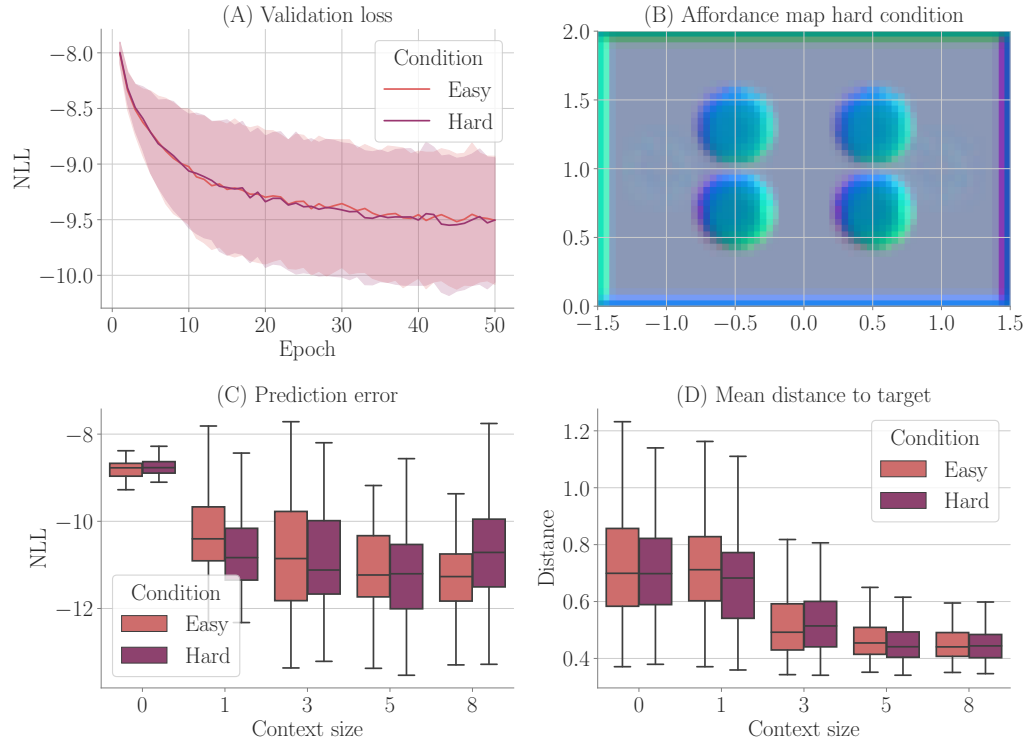 (A) Validation loss
NLL
−8.0
−8.5
−9.0
−9.5
−10.0
0
10
20
30
40
50
Epoch
Condition
Easy
Hard
(B) Affordance map hard condition
2.0
1.5
1.0
0.5
0.0
−1.5
−1.0
−0.5
0.0
0.5
1.0
1.5
(C) Prediction error
NLL
−8
−10
−12
Condition
Easy
Hard
0
1
3
5
8
Context size
(D) Mean distance to target
Distance
1.2
1.0
0.8
0.6
0.4
Condition
Easy
Hard
0
1
3
5
8
Context size